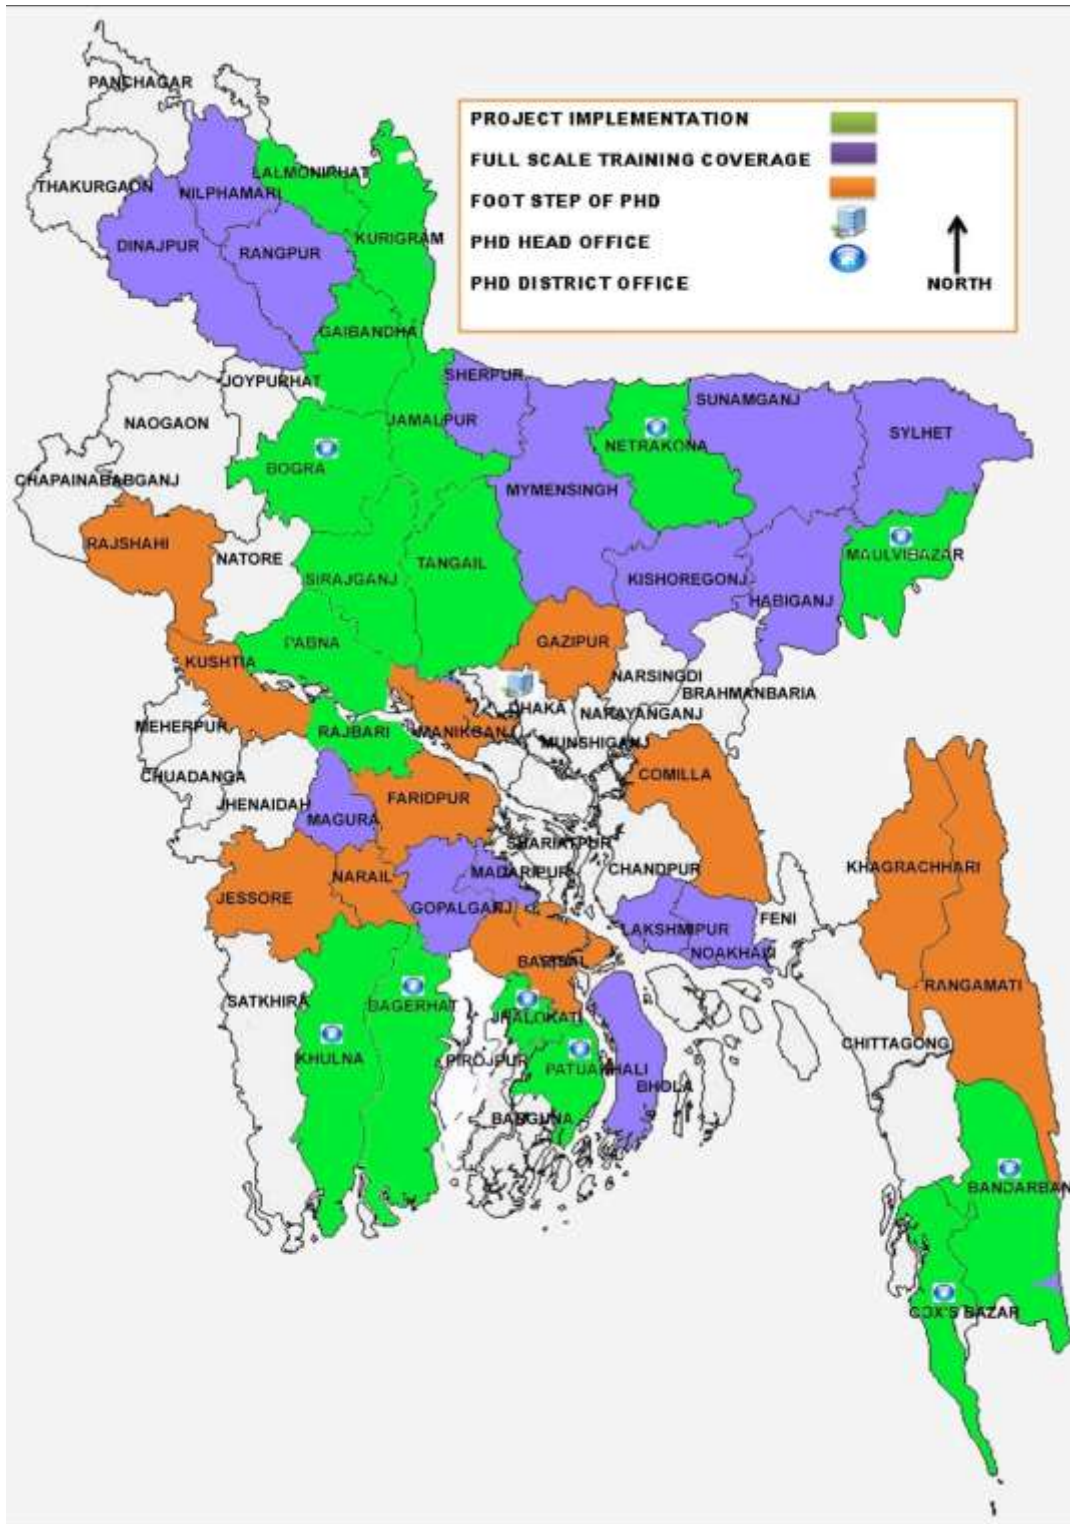 PANCHAGAR
THAKURGAON
NILPHAMARI
LALMONIRHAT
DINAJPUR
RANGPUR
KURIGRAM
GAIBANDHA
PROJECT IMPLEMENTATION
FULL SCALE TRAINING COVERAGE
FOOT STEP OF PHD
PHD HEAD OFFICE
PHD DISTRICT OFFICE
NORTH
JOYPURHAT
SHERPUR
NAOGAON
JAMALPUR
SUNAMGANJ
SYLHET
NETRAKONA
BOGRA
CHAPAINABABGANJ
MYMENSINGH
RAJSHAHI
NATORE
SIRAJGANJ
TANGAIL
KISHOREGONJ
HABIGANJ
MAULVIBAZAR
PABNA
GAZIPUR
KUSHTIA
NARSINGDI
BRAHMANBARIA
DHAKA
NARAYANGANJ
MEHERPUR
RAJBARI
MANIKGANJ
MUNSHIGANJ
CHUADANGA
JHENAIDAH
FARIDPUR
COMILLA
MAGURA
SHARIATPUR
NARAIL
MADARIPUR
CHANDPUR
KHAGRACHHARI
JESSORE
GOPALGANJ
LAKSHMIPUR
FENI
NOAKHALI
BARISAL
RANGAMATI
SATKHIRA
BAGERHAT
JHALOKATI
KHULNA
PIROJPUR
PATUAKHALI
BHOLA
CHITTAGONG
BARGUNA
BANDARBAN
COX'S BAZAR